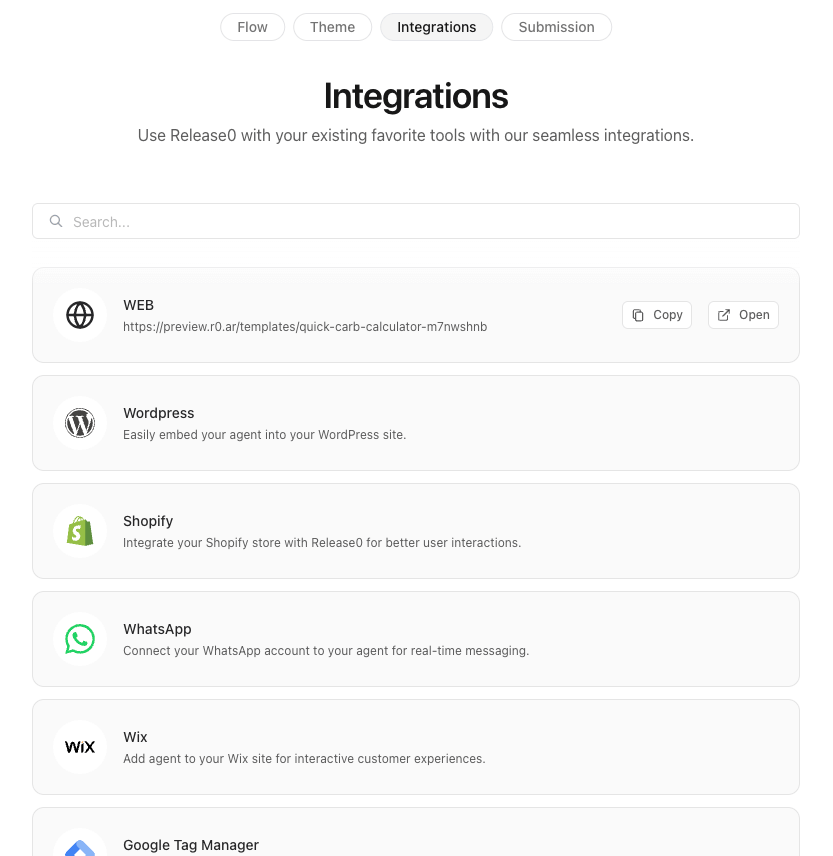 Flow Theme Integrations Submission
Integrations
Use Release0 with your existing favorite tools with our seamless integrations.
Search...
WEB
https://preview.r0.ar/templates/quick-carb-calculator-m7nwshnb
Copy Open
Wordpress
Easily embed your agent into your WordPress site.
Shopify
Integrate your Shopify store with Release0 for better user interactions.
WhatsApp
Connect your WhatsApp account to your agent for real-time messaging.
WiX
Wix
Add agent to your Wix site for interactive customer experiences.
Google Tag Manager